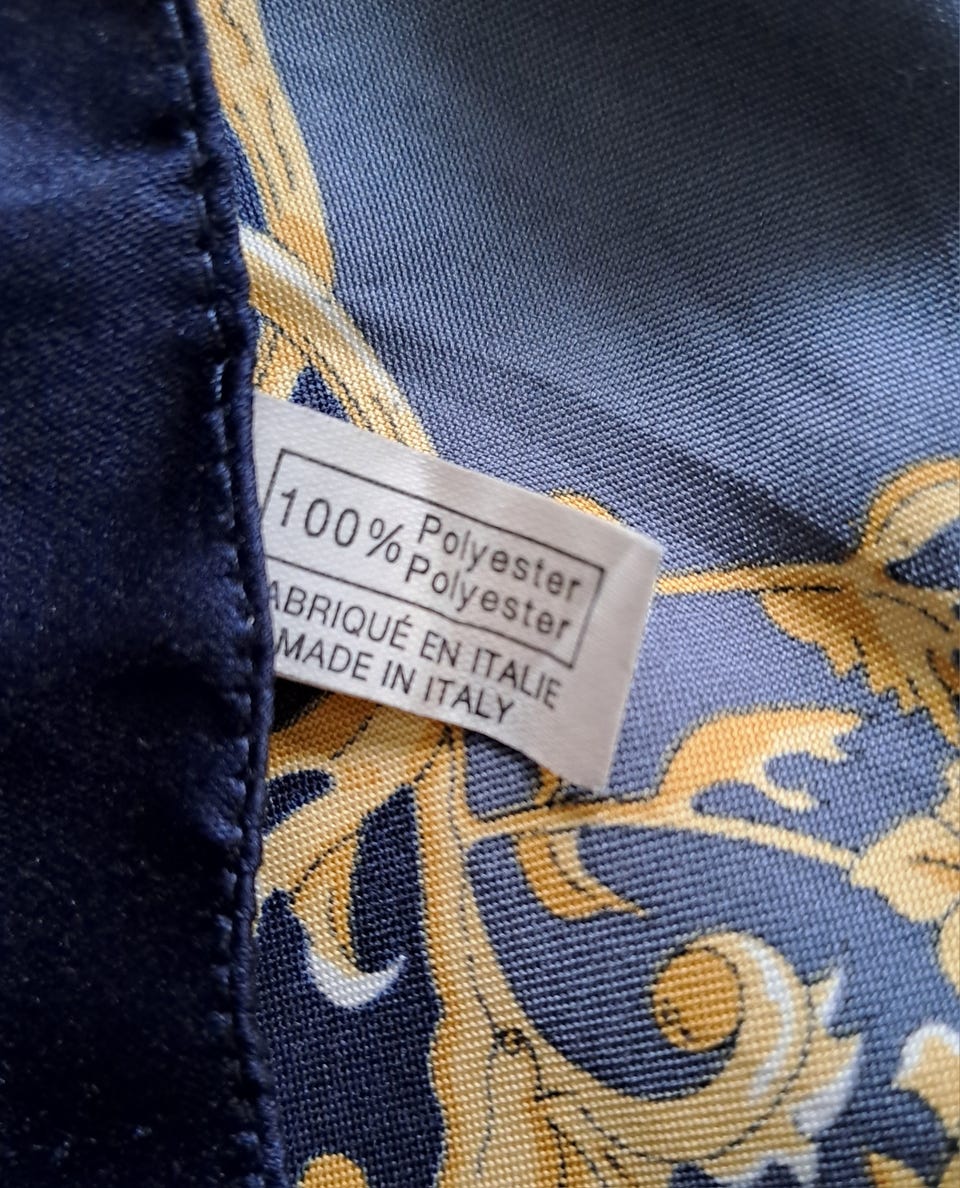 100% Polyester
Polyester
ABRIQUÉ EN ITALIE
MADE IN ITALY